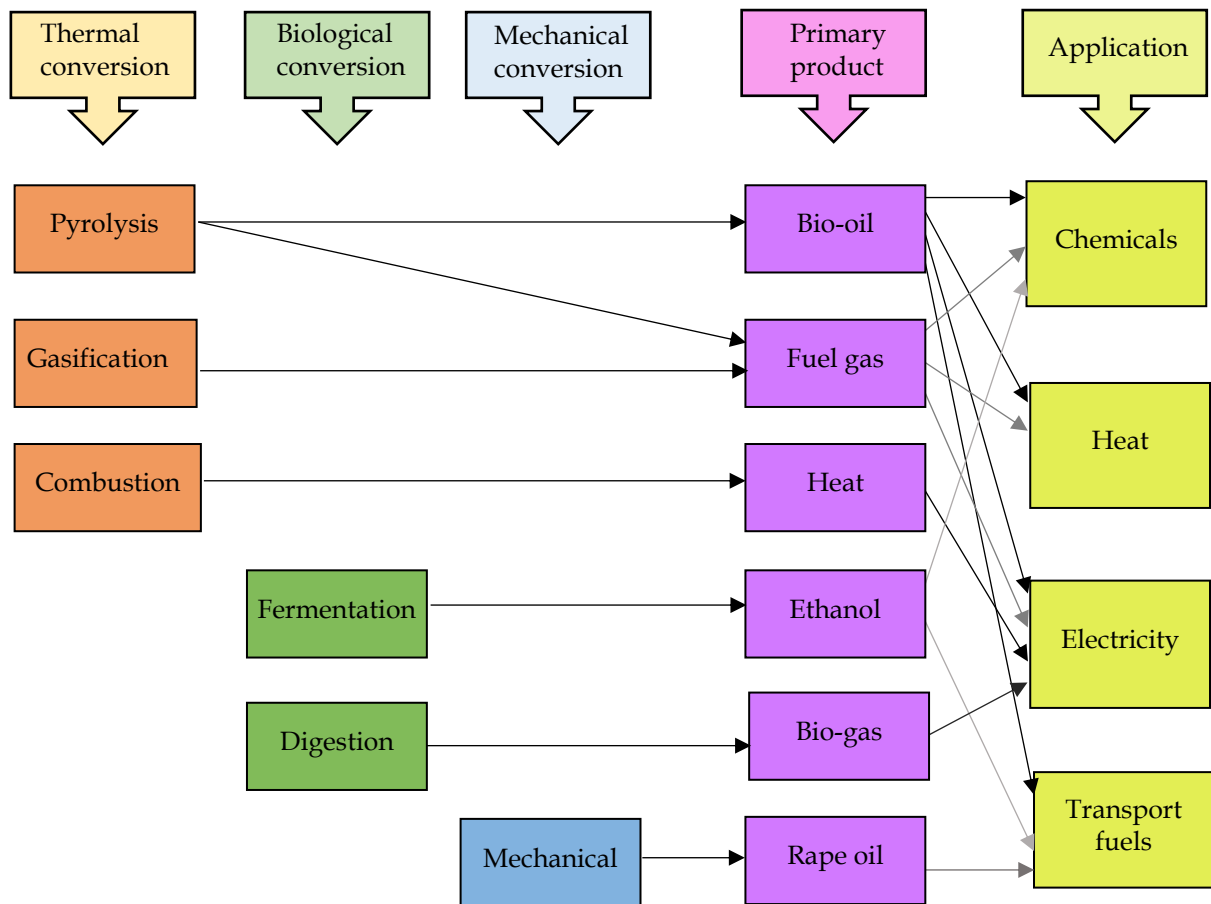 Thermal
conversion
Biological
conversion
Mechanical
conversion
Primary
product
Application
Pyrolysis
Bio-oil
Chemicals
Gasification
Fuel gas
Heat
Combustion
Heat
Fermentation
Ethanol
Electricity
Digestion
Bio-gas
Transport
fuels
Mechanical
Rape oil